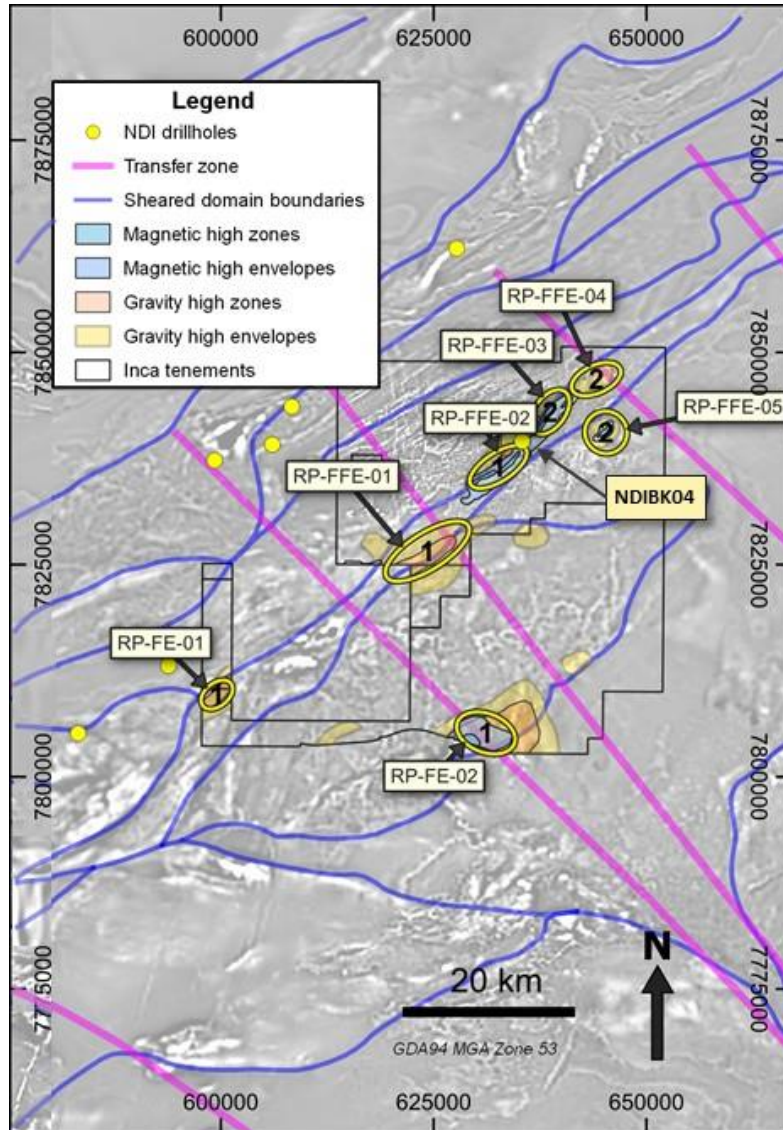 600000
625000
650000
Legend
NDI drillholes
Transfer zone
Sheared domain boundaries
Magnetic high zones
Magnetic high envelopes
Gravity high zones
Gravity high envelopes
Inca tenements
7875000
7875000
RP-FFE-04
RP-FFE-03
7850000
7850000
2
RP-FFE-02
2
RP-FFE-05
2
RP-FFE-01
1
NDIBK04
1
7825000
7825000
RP-FE-01
1
1
RP-FE-02
7800000
7800000
N
20 km
7775000
7775000
GDA94 MGA Zone 53
600000
625000
650000